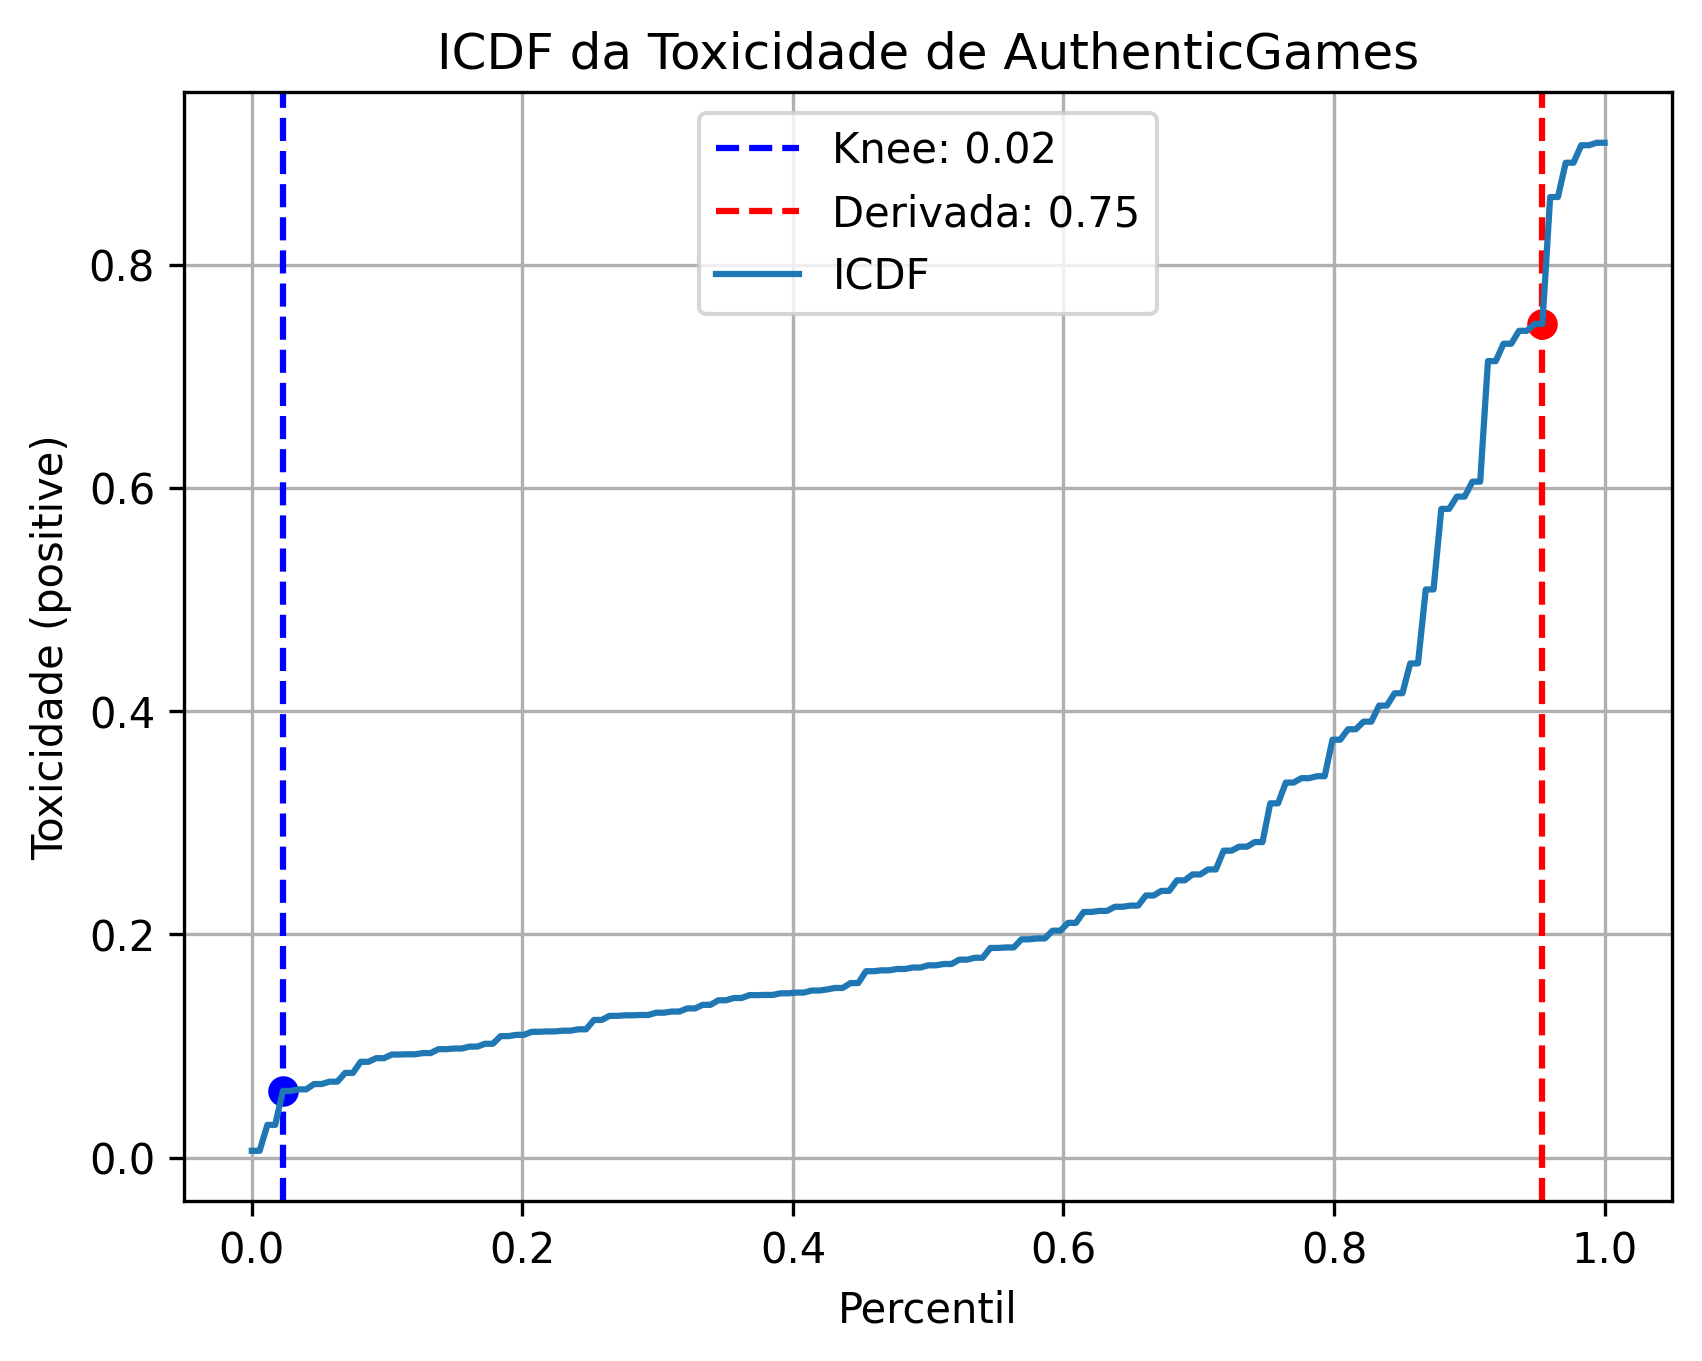 ICDF da Toxicidade de AuthenticGames
Knee: 0.02
Derivada: 0.75
ICDF
Toxicidade (positive)
0.8
0.6
0.4
0.2
0.0
0.0 0.2 0.4 0.6 0.8 1.0
Percentil